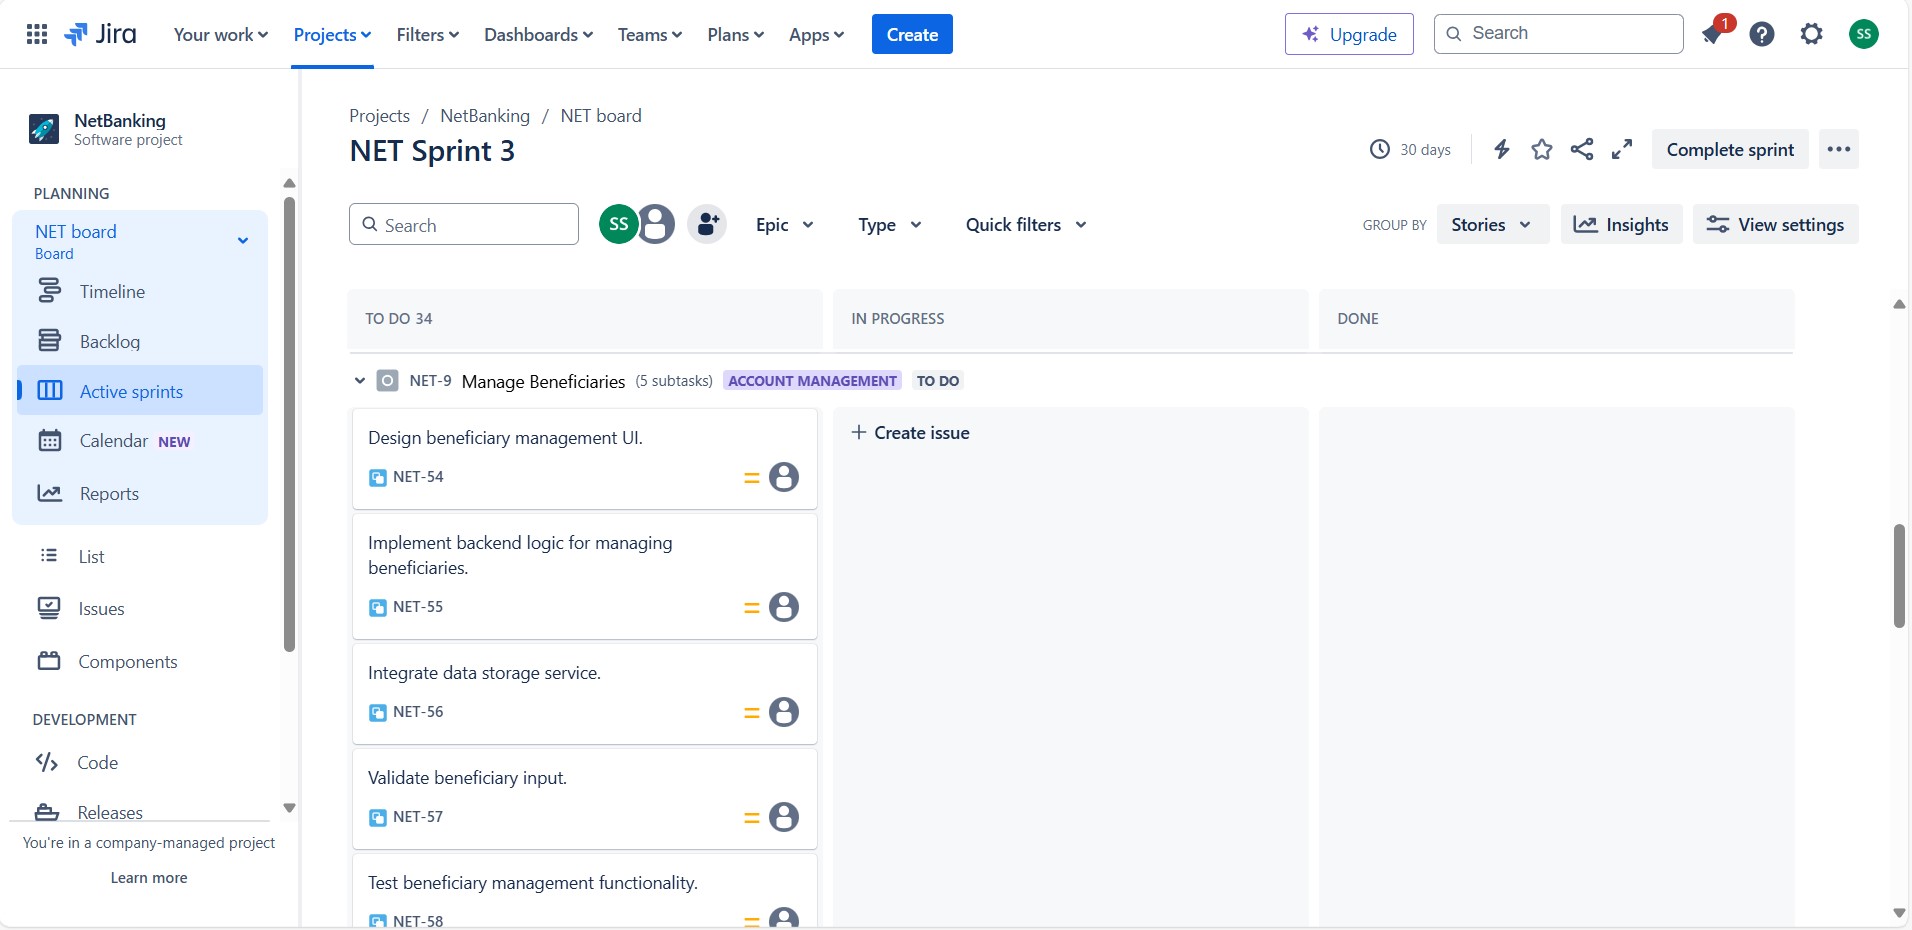 Jira
Your work
Projects
Filters
Dashboards
Teams
Plans
Apps
Create
Upgrade
Search
1
SS
NetBanking
Software project
PLANNING
NET board
Board
Timeline
Backlog
Active sprints
Calendar NEW
Reports
List
Issues
Components
DEVELOPMENT
Code
Releases
You're in a company-managed project
Learn more
Projects / NetBanking / NET board
NET Sprint 3
30 days
Complete sprint
Search
SS
Epic
Type
Quick filters
GROUP BY
Stories
Insights
View settings
TO DO 34
IN PROGRESS
DONE
NET-9 Manage Beneficiaries (5 subtasks) ACCOUNT MANAGEMENT TO DO
Design beneficiary management UI.
NET-54
Implement backend logic for managing
beneficiaries.
NET-55
Integrate data storage service.
NET-56
Validate beneficiary input.
NET-57
Test beneficiary management functionality.
NET-58
+ Create issue